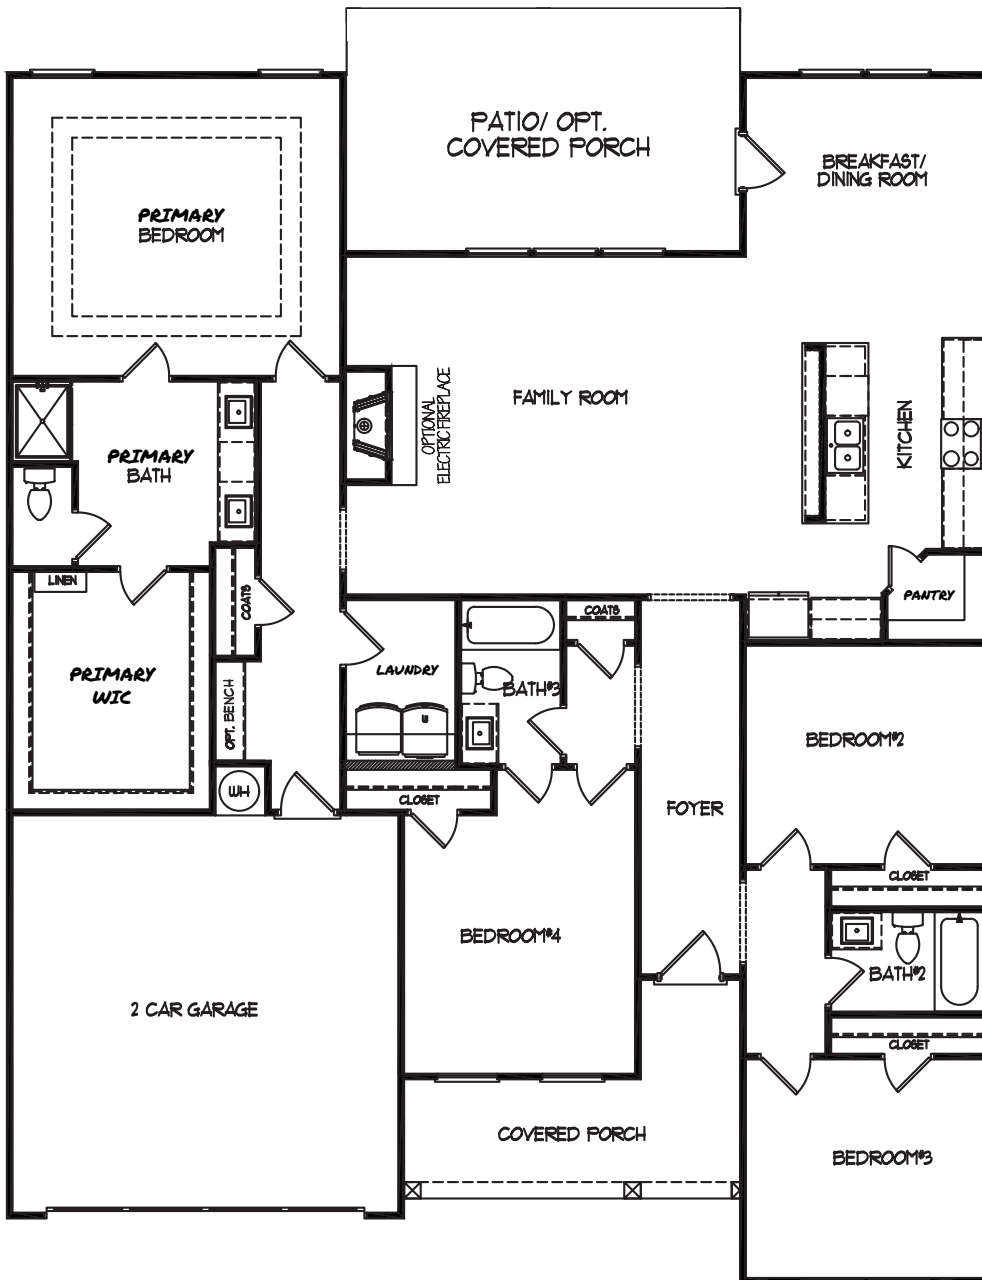 PATIO/ OPT.
COVERED PORCH
BREAKFAST/
DINING ROOM
PRIMARY
BEDROOM
FAMILY ROOM
OPTIONAL
ELECTRIC FIREPLACE
KITCHEN
PRIMARY
BATH
LINEN
COATS
COATS
PANTRY
PRIMARY
WIC
LAUNDRY
BATH#3
OPT. BENCH
W
BEDROOM#2
WH
CLOSET
FOYER
CLOSET
BEDROOM#4
BATH#2
2 CAR GARAGE
CLOSET
COVERED PORCH
BEDROOM#3